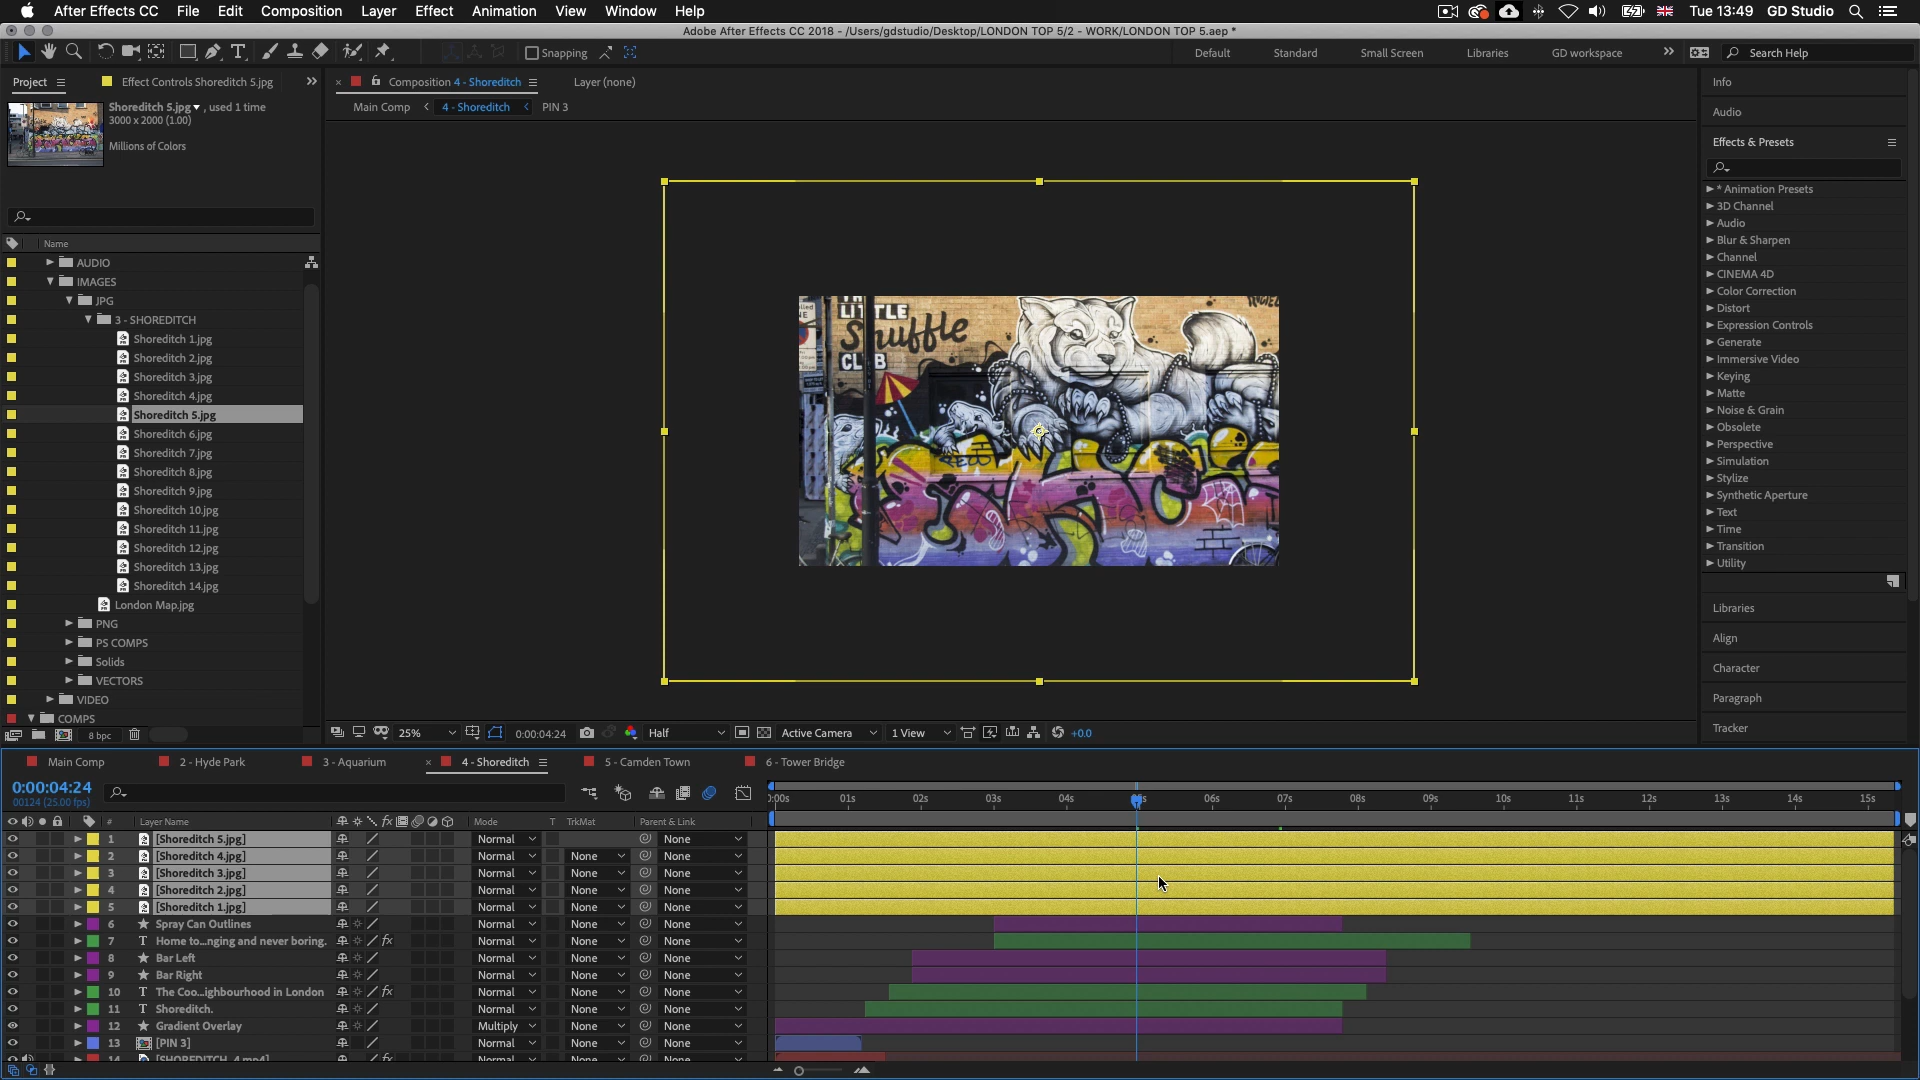 After Effects CC File Edit Composition Layer Effect Animation View Window Help
Tue 13:49 GD Studio
Adobe After Effects CC 2018 - /Users/gdstudio/Desktop/LONDON TOP 5/2 - WORK/LONDON TOP 5.aep *
Snapping
Default Standard Small Screen Libraries GD workspace
Search Help
Project
Effect Controls Shoreditch 5.jpg
Composition 4 - Shoreditch
Layer (none)
Main Comp 4 - Shoreditch PIN 3
Shoreditch 5.jpg , used 1 time
3000 x 2000 (1.00)
Millions of Colors
Name
AUDIO
IMAGES
JPG
3 - SHOREDITCH
Shoreditch 1.jpg
Shoreditch 2.jpg
Shoreditch 3.jpg
Shoreditch 4.jpg
Shoreditch 5.jpg
Shoreditch 6.jpg
Shoreditch 7.jpg
Shoreditch 8.jpg
Shoreditch 9.jpg
Shoreditch 10.jpg
Shoreditch 11.jpg
Shoreditch 12.jpg
Shoreditch 13.jpg
Shoreditch 14.jpg
London Map.jpg
PNG
PS COMPS
Solids
VECTORS
VIDEO
COMPS
8 bpc
LITTLE
Shuffle
CLUB
25% 0:00:04:24 Half Active Camera 1 View +0.0
Info
Audio
Effects & Presets
* Animation Presets
3D Channel
Audio
Blur & Sharpen
Channel
CINEMA 4D
Color Correction
Distort
Expression Controls
Generate
Immersive Video
Keying
Matte
Noise & Grain
Obsolete
Perspective
Simulation
Stylize
Synthetic Aperture
Text
Time
Transition
Utility
Libraries
Align
Character
Paragraph
Tracker
Main Comp 2 - Hyde Park 3 - Aquarium 4 - Shoreditch 5 - Camden Town 6 - Tower Bridge
0:00:04:24
00124 (25.00 fps)
:00s 01s 02s 03s 04s 06s 07s 08s 09s 10s 11s 12s 13s 14s 15s
# Layer Name fx Mode T TrkMat Parent & Link
1 [Shoreditch 5.jpg] Normal None
2 [Shoreditch 4.jpg] Normal None None
3 [Shoreditch 3.jpg] Normal None None
4 [Shoreditch 2.jpg] Normal None None
5 [Shoreditch 1.jpg] Normal None None
6 Spray Can Outlines Normal None None
7 T Home to...nging and never boring. fx Normal None None
8 Bar Left Normal None None
9 Bar Right Normal None None
10 T The Coo...ighbourhood in London fx Normal None None
11 T Shoreditch. Normal None None
12 Gradient Overlay Multiply None None
13 [PIN 3] Normal None None
14 [SHOREDITCH_4.mp4] fx Normal None None